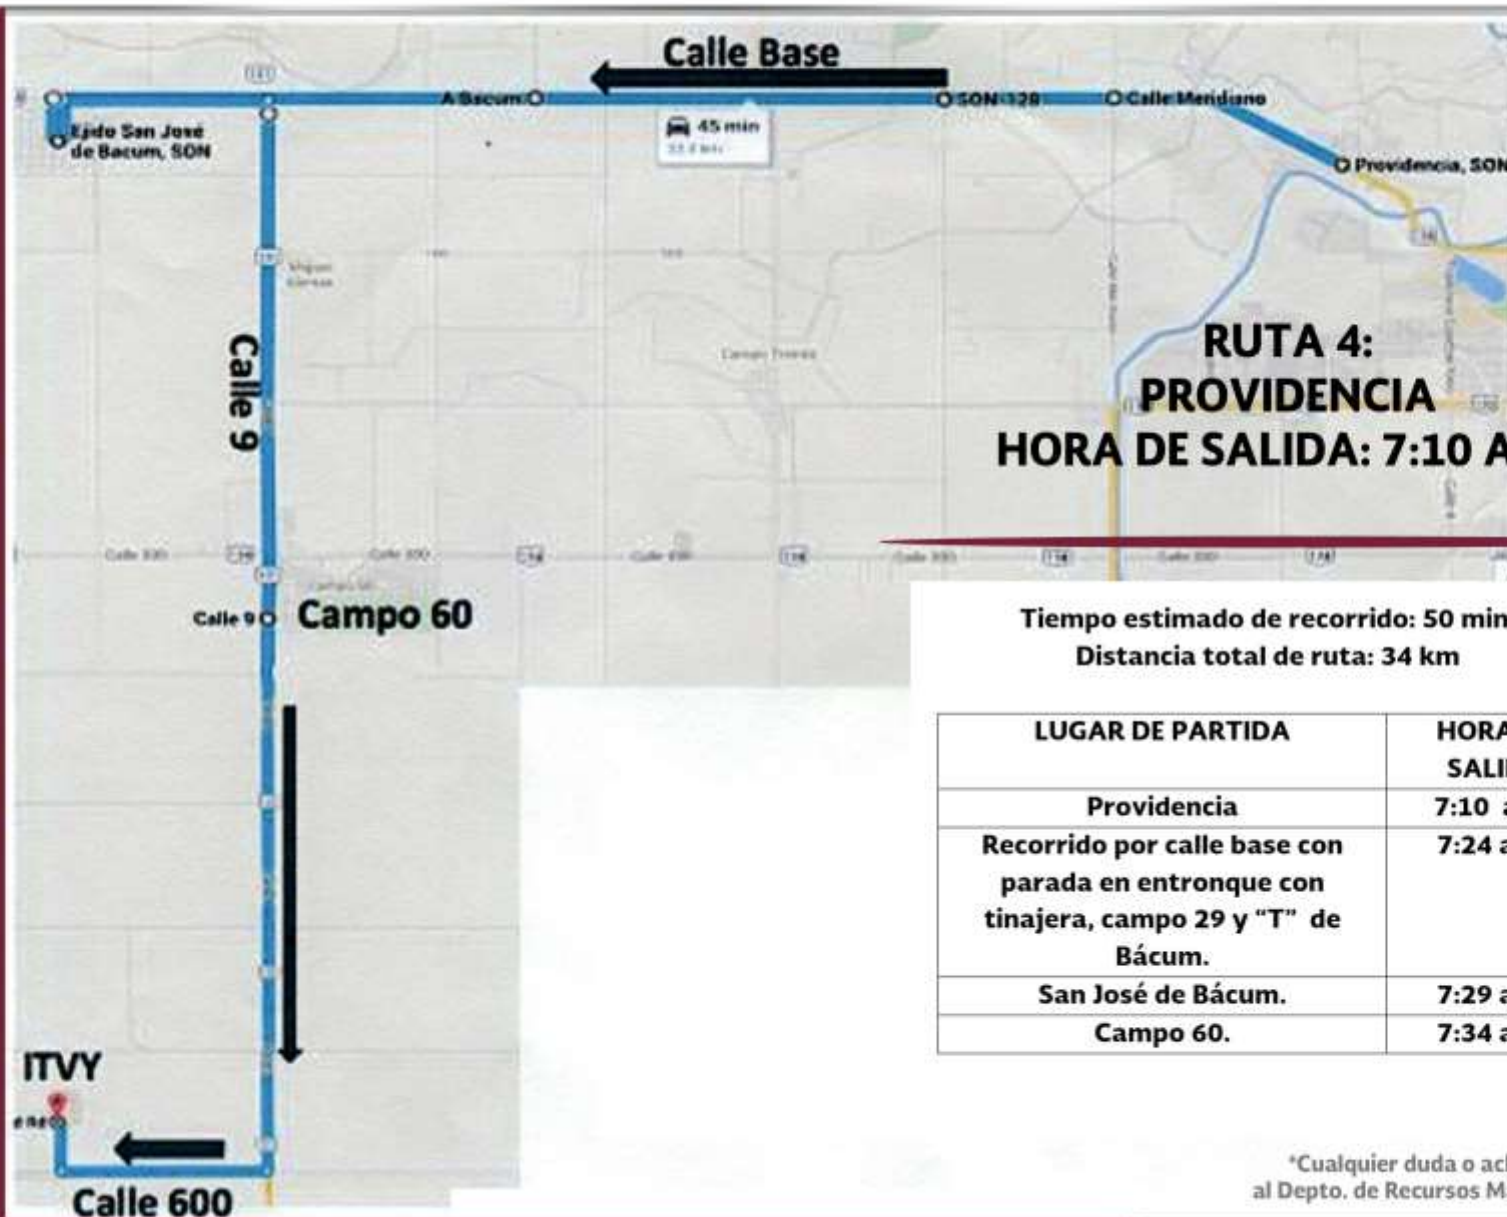 Calle Base
A Bacum
SON-128
Calle Meridiano
45 min
Ejido San José
de Bacum, SON
Providencia, SON
Calle 9
RUTA 4:
PROVIDENCIA
HORA DE SALIDA: 7:10 A
Calle 9
Campo 60
Tiempo estimado de recorrido: 50 min
Distancia total de ruta: 34 km
LUGAR DE PARTIDA HORA
SALI
Providencia 7:10 a
Recorrido por calle base con 7:24 a
parada en entronque con
tinajera, campo 29 y “T” de
Bácum.
San José de Bácum. 7:29 a
Campo 60. 7:34 a
ITVY
Calle 600
*Cualquier duda o acl
al Depto. de Recursos M